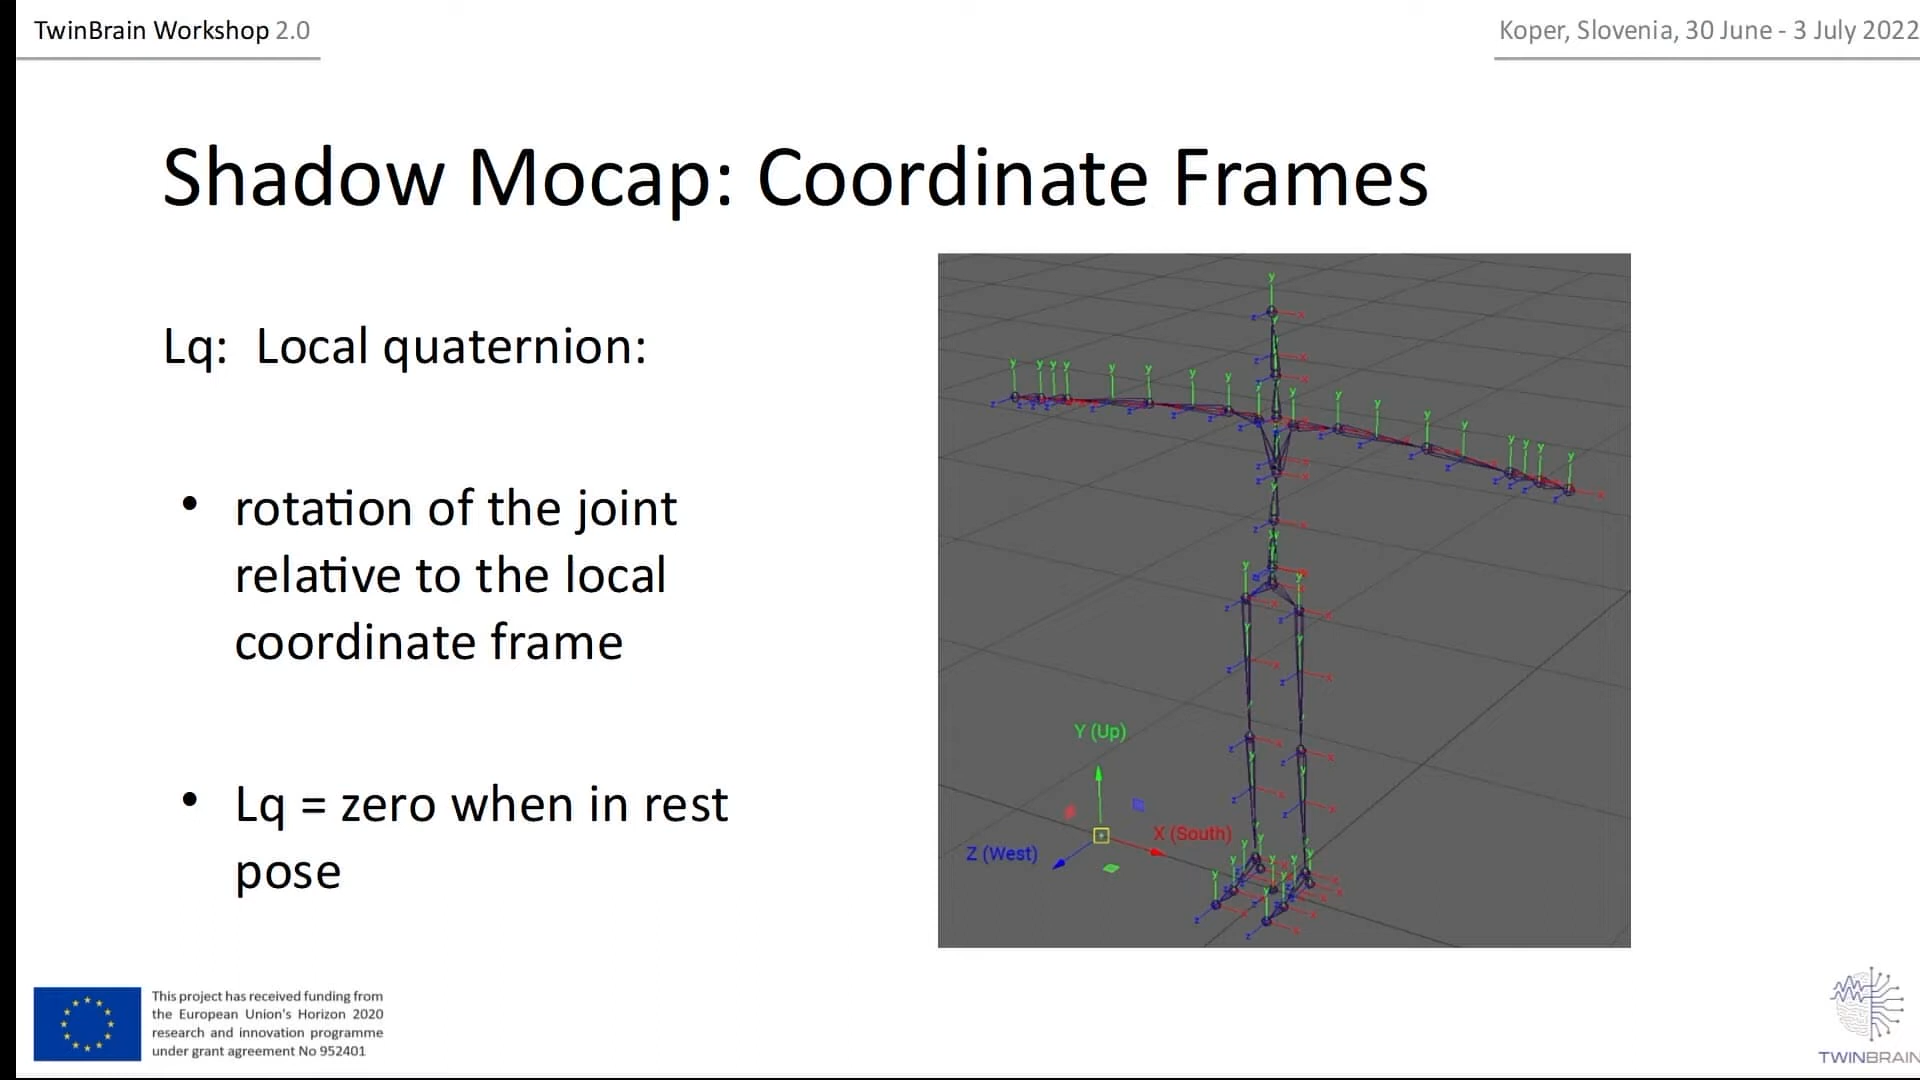 TwinBrain Workshop 2.0
Koper, Slovenia, 30 June - 3 July 2022
Shadow Mocap: Coordinate Frames
Lq: Local quaternion:
• rotation of the joint
relative to the local
coordinate frame
• Lq = zero when in rest
pose
Y (Up)
X (South)
Z (West)
This project has received funding from
the European Union's Horizon 2020
research and innovation programme
under grant agreement No 952401
TWINBRAIN